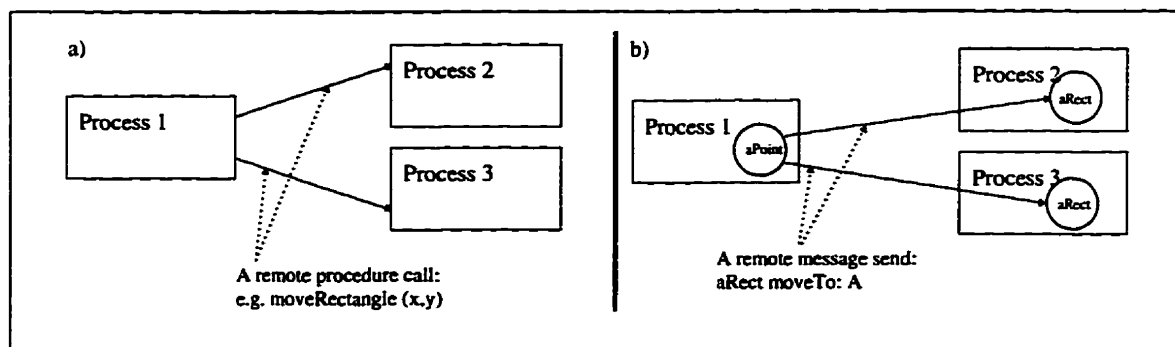 a)
Process 1
Process 2
Process 3
A remote procedure call:
e.g. moveRectangle (x,y)
b)
Process 1
aPoint
Process 2
aRect
Process 3
aRect
A remote message send:
aRect moveTo: A